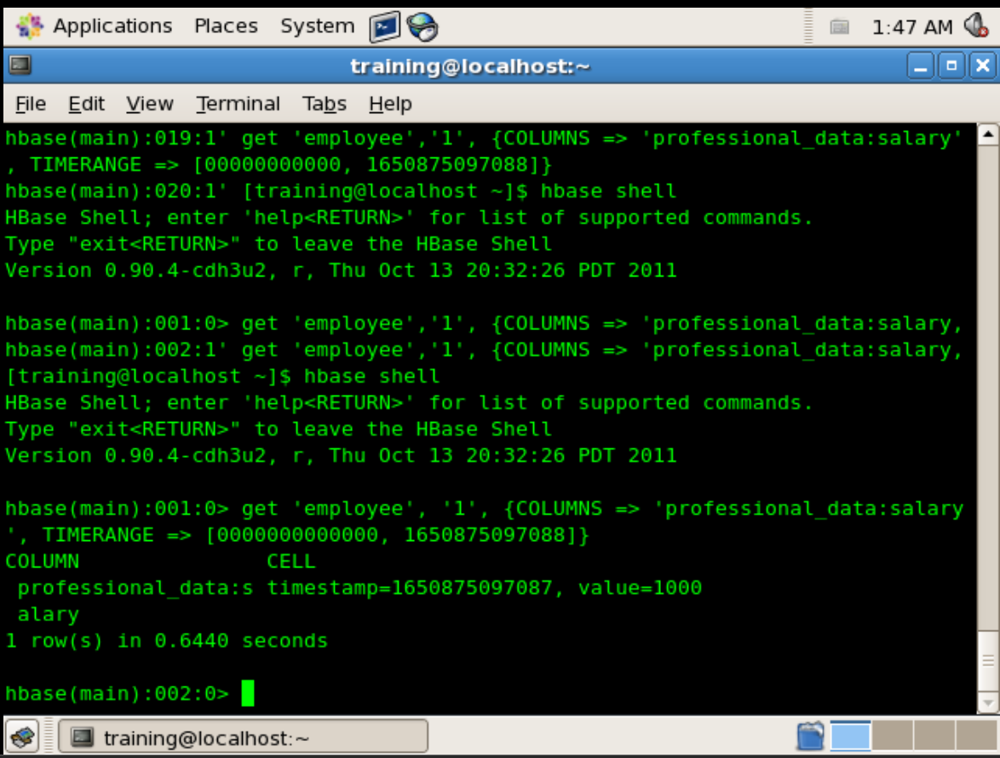 Applications Places System 1:47 AM
training@localhost:~
File Edit View Terminal Tabs Help
hbase(main):019:1' get 'employee','1', {COLUMNS => 'professional_data:salary'
, TIMERANGE => [00000000000, 1650875097088]}
hbase(main):020:1' [training@localhost ~]$ hbase shell
HBase Shell; enter 'help<RETURN>' for list of supported commands.
Type "exit<RETURN>" to leave the HBase Shell
Version 0.90.4-cdh3u2, r, Thu Oct 13 20:32:26 PDT 2011
hbase(main):001:0> get 'employee','1', {COLUMNS => 'professional_data:salary,
hbase(main):002:1' get 'employee','1', {COLUMNS => 'professional_data:salary,
[training@localhost ~]$ hbase shell
HBase Shell; enter 'help<RETURN>' for list of supported commands.
Type "exit<RETURN>" to leave the HBase Shell
Version 0.90.4-cdh3u2, r, Thu Oct 13 20:32:26 PDT 2011
hbase(main):001:0> get 'employee', '1', {COLUMNS => 'professional_data:salary
', TIMERANGE => [0000000000000, 1650875097088]}
COLUMN CELL
professional_data:s timestamp=1650875097087, value=1000
alary
1 row(s) in 0.6440 seconds
hbase(main):002:0>
training@localhost:~